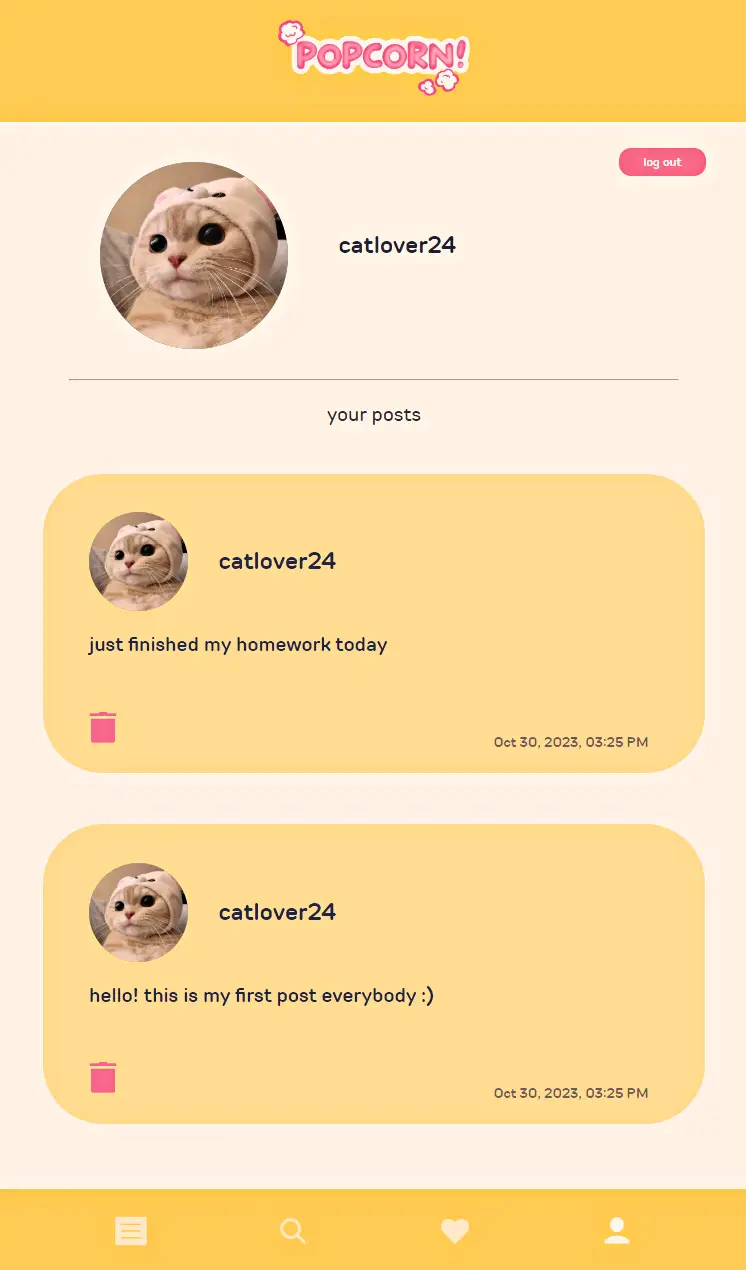 POPCORN!
log out
catlover24
your posts
catlover24
just finished my homework today
Oct 30, 2023, 03:25 PM
catlover24
hello! this is my first post everybody :)
Oct 30, 2023, 03:25 PM